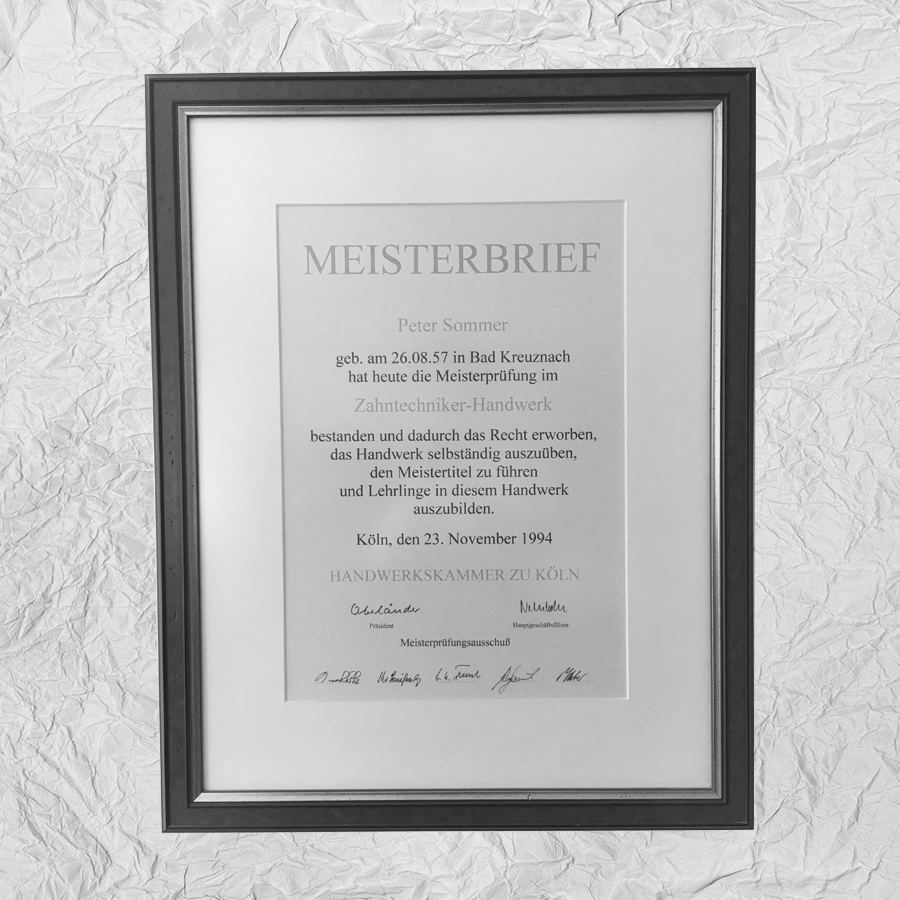 MEISTERBRIEF
Peter Sommer
geb. am 26.08.57 in Bad Kreuznach
hat heute die Meisterprüfung im
Zahntechniker-Handwerk
bestanden und dadurch das Recht erworben,
das Handwerk selbständig auszuüben,
den Meistertitel zu führen
und Lehrlinge in diesem Handwerk
auszubilden.
Köln, den 23. November 1994
HANDWERKSKAMMER ZU KÖLN
Präsident Hauptgeschäftsführer
Meisterprüfungsausschuß